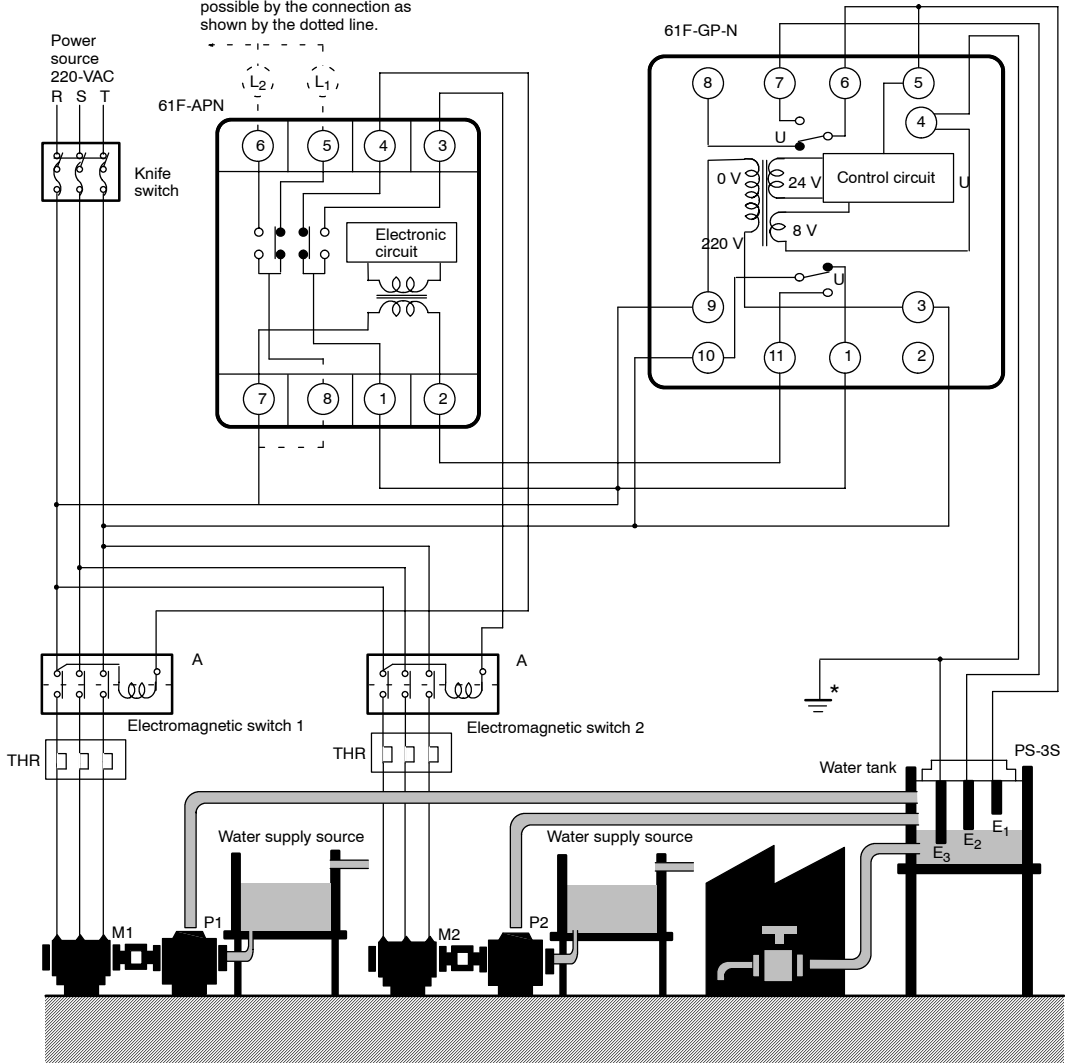 possible by the connection as
shown by the dotted line.
Power
source
220-VAC
R S T
Knife
switch
L2
L1
61F-APN
6
5
4
3
Electronic
circuit
7
8
1
2
61F-GP-N
8
7
6
5
4
U
0 V
24 V
Control circuit
U
8 V
220 V
U
9
3
10
11
1
2
A
Electromagnetic switch 1
THR
A
Electromagnetic switch 2
THR
*
PS-3S
Water tank
E1
E2
E3
Water supply source
Water supply source
M1
P1
M2
P2